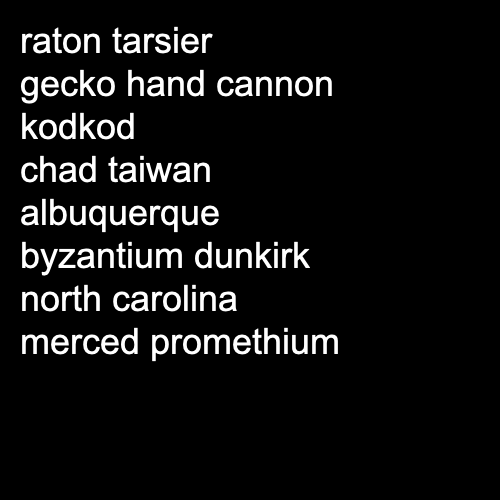 raton tarsier
gecko hand cannon
kodkod
chad taiwan
albuquerque
byzantium dunkirk
north carolina
merced promethium